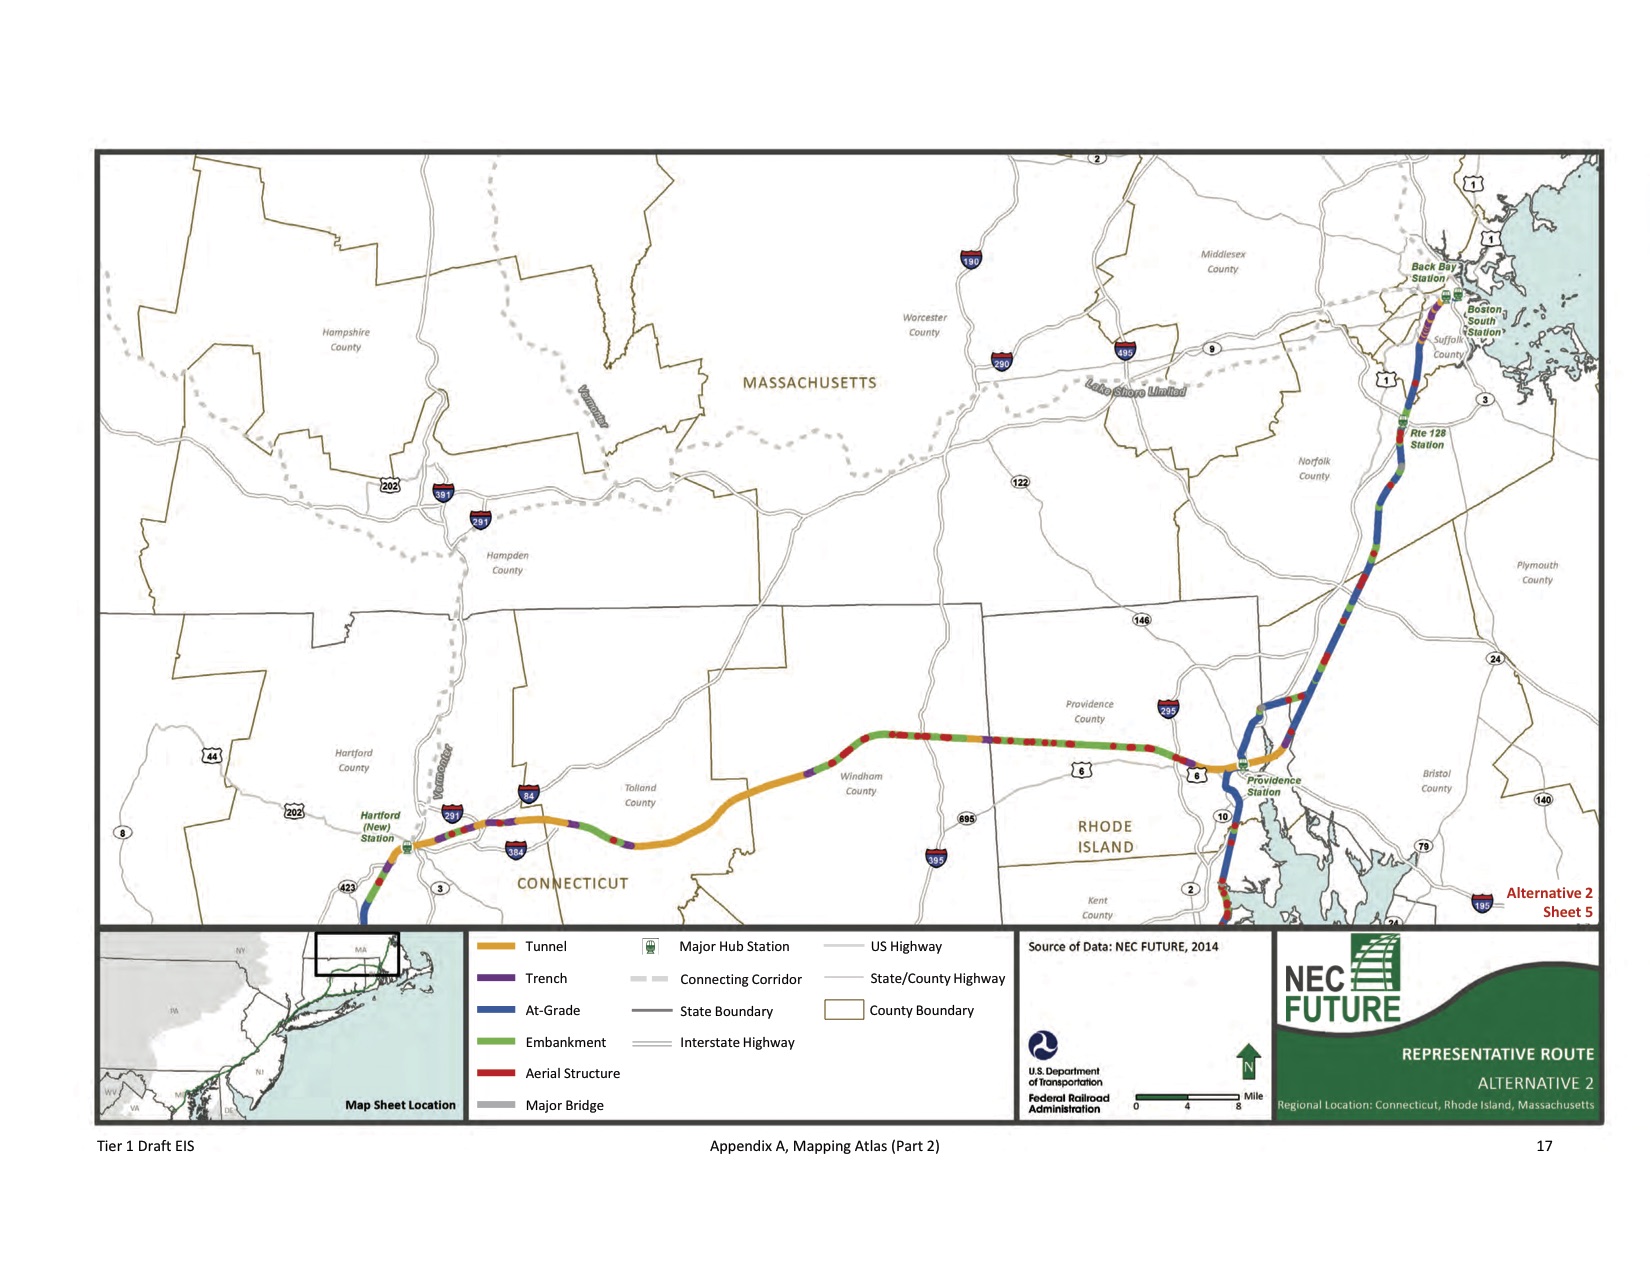 2
1
1
190
Middlesex
County
Back Bay
Station
Boston
South
Station
Hampshire
County
Worcester
County
Suffolk
County
290
495
9
MASSACHUSETTS
Vermonter
Lake Shore Limited
1
3
Rte 128
Station
Norfolk
County
202
391
122
291
Hampden
County
Plymouth
County
146
24
Providence
County
295
44
Hartford
County
Vermonter
6
6
Windham
County
Providence
Station
Bristol
County
84
Tolland
County
140
202
291
Hartford
(New)
Station
8
384
695
10
RHODE
ISLAND
79
395
CONNECTICUT
423
3
2
Kent
County
195
Alternative 2
Sheet 5
24
NY
MA
PA
NJ
WV
VA
DE
Map Sheet Location
Tunnel
Trench
At-Grade
Embankment
Aerial Structure
Major Bridge
Major Hub Station
Connecting Corridor
State Boundary
Interstate Highway
US Highway
State/County Highway
County Boundary
Source of Data: NEC FUTURE, 2014
U.S. Department
of Transportation
Federal Railroad
Administration
N
Mile
0 4 8
NEC
FUTURE
REPRESENTATIVE ROUTE
ALTERNATIVE 2
Regional Location: Connecticut, Rhode Island, Massachusetts
Tier 1 Draft EIS
Appendix A, Mapping Atlas (Part 2)
17